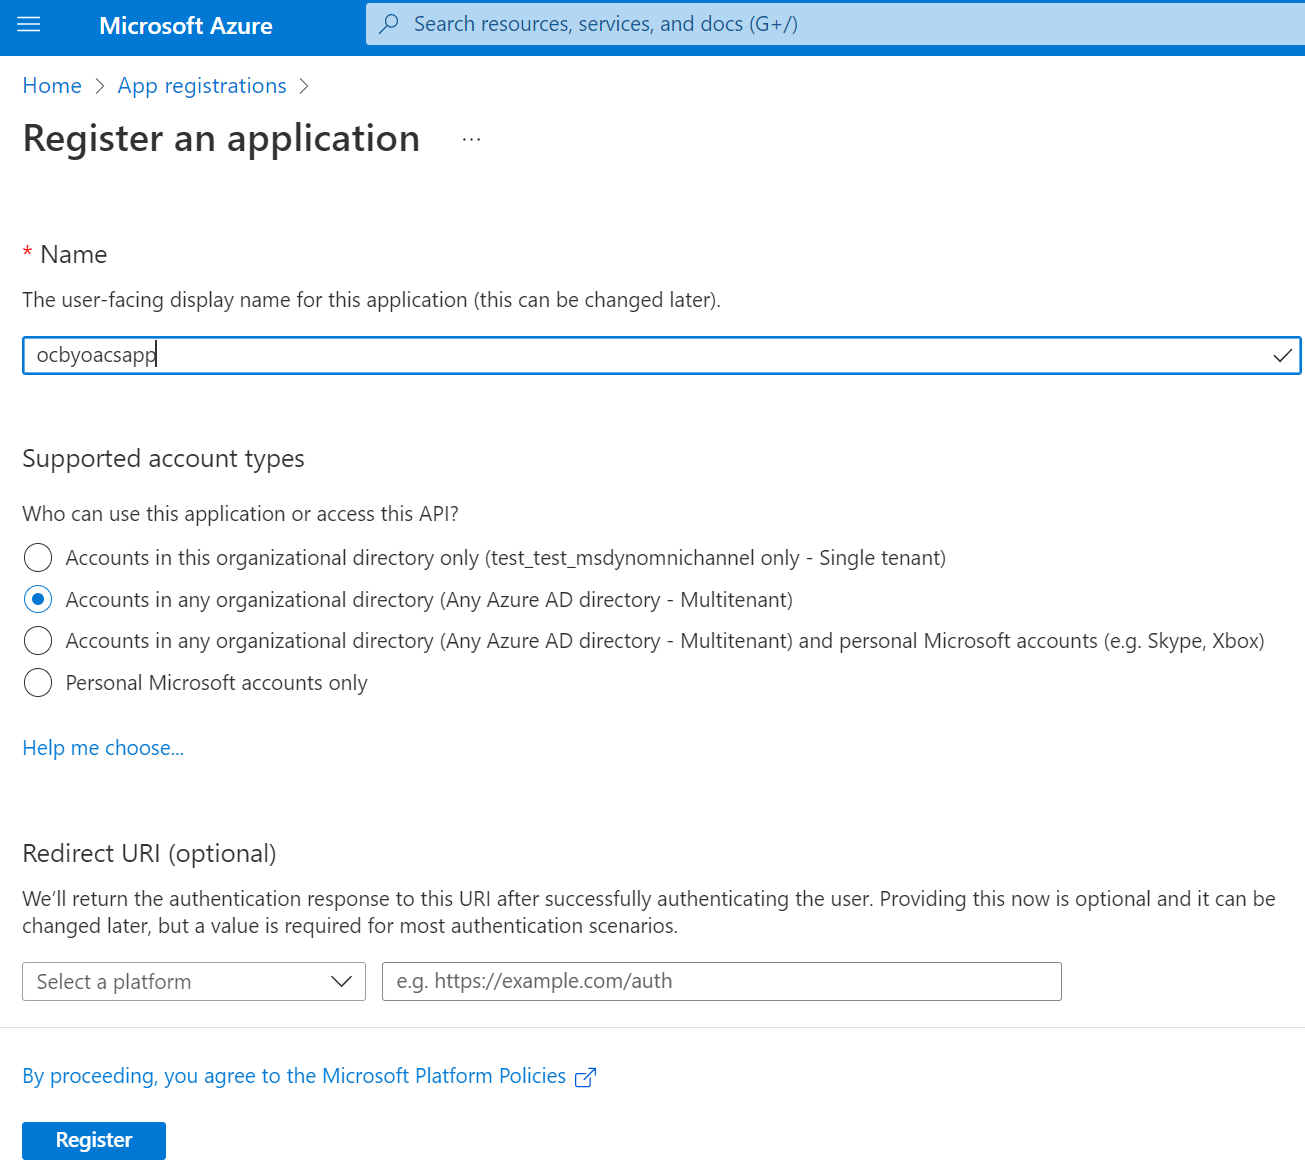 Microsoft Azure
Search resources, services, and docs (G+/)
Home > App registrations >
Register an application ...
* Name
The user-facing display name for this application (this can be changed later).
ocbyoacsapp
Supported account types
Who can use this application or access this API?
Accounts in this organizational directory only (test_test_msdynomnichannel only - Single tenant)
Accounts in any organizational directory (Any Azure AD directory - Multitenant)
Accounts in any organizational directory (Any Azure AD directory - Multitenant) and personal Microsoft accounts (e.g. Skype, Xbox)
Personal Microsoft accounts only
Help me choose...
Redirect URI (optional)
We’ll return the authentication response to this URI after successfully authenticating the user. Providing this now is optional and it can be
changed later, but a value is required for most authentication scenarios.
Select a platform
e.g. https://example.com/auth
By proceeding, you agree to the Microsoft Platform Policies
Register